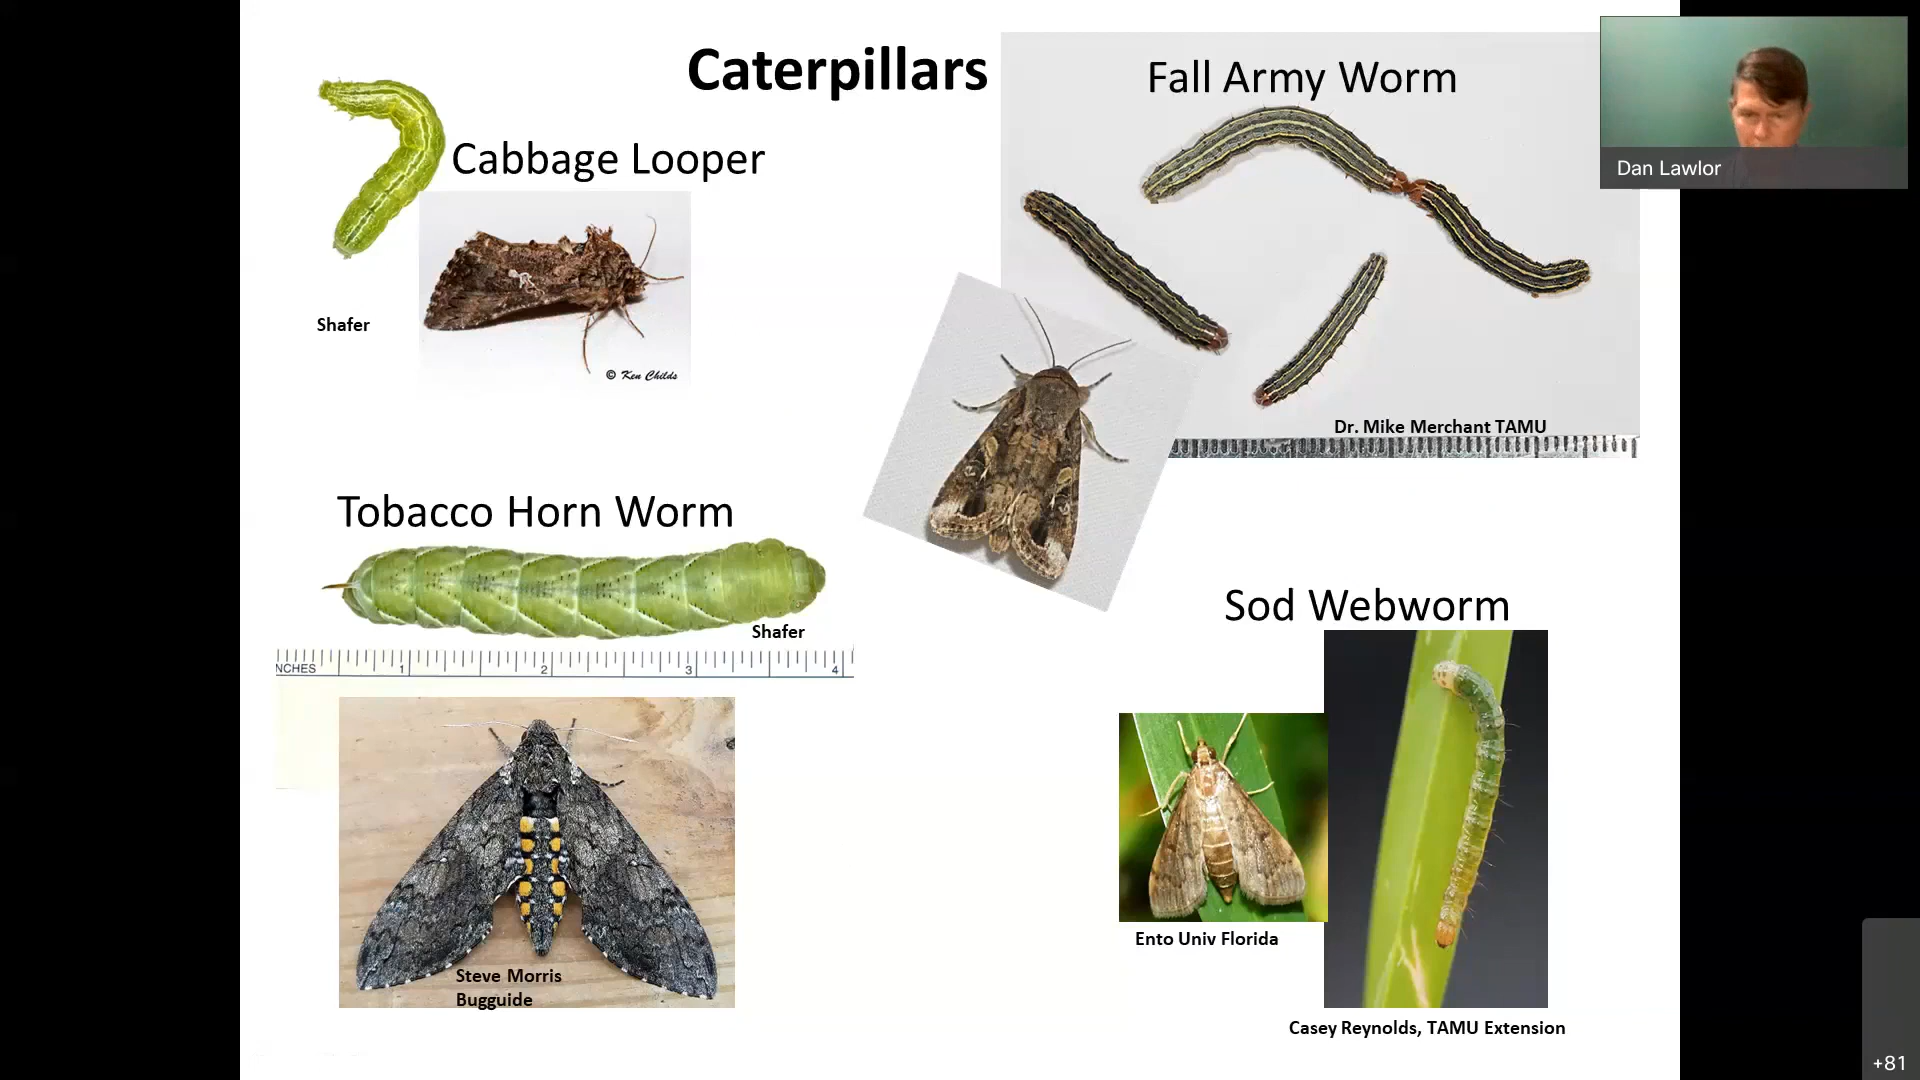 Caterpillars
Fall Army Worm
Dan Lawlor
Cabbage Looper
Shafer
© Ken Childs
Dr. Mike Merchant TAMU
Tobacco Horn Worm
Shafer
NCHES 1 2 3 4
Sod Webworm
Ento Univ Florida
Steve Morris
Bugguide
Casey Reynolds, TAMU Extension
+81